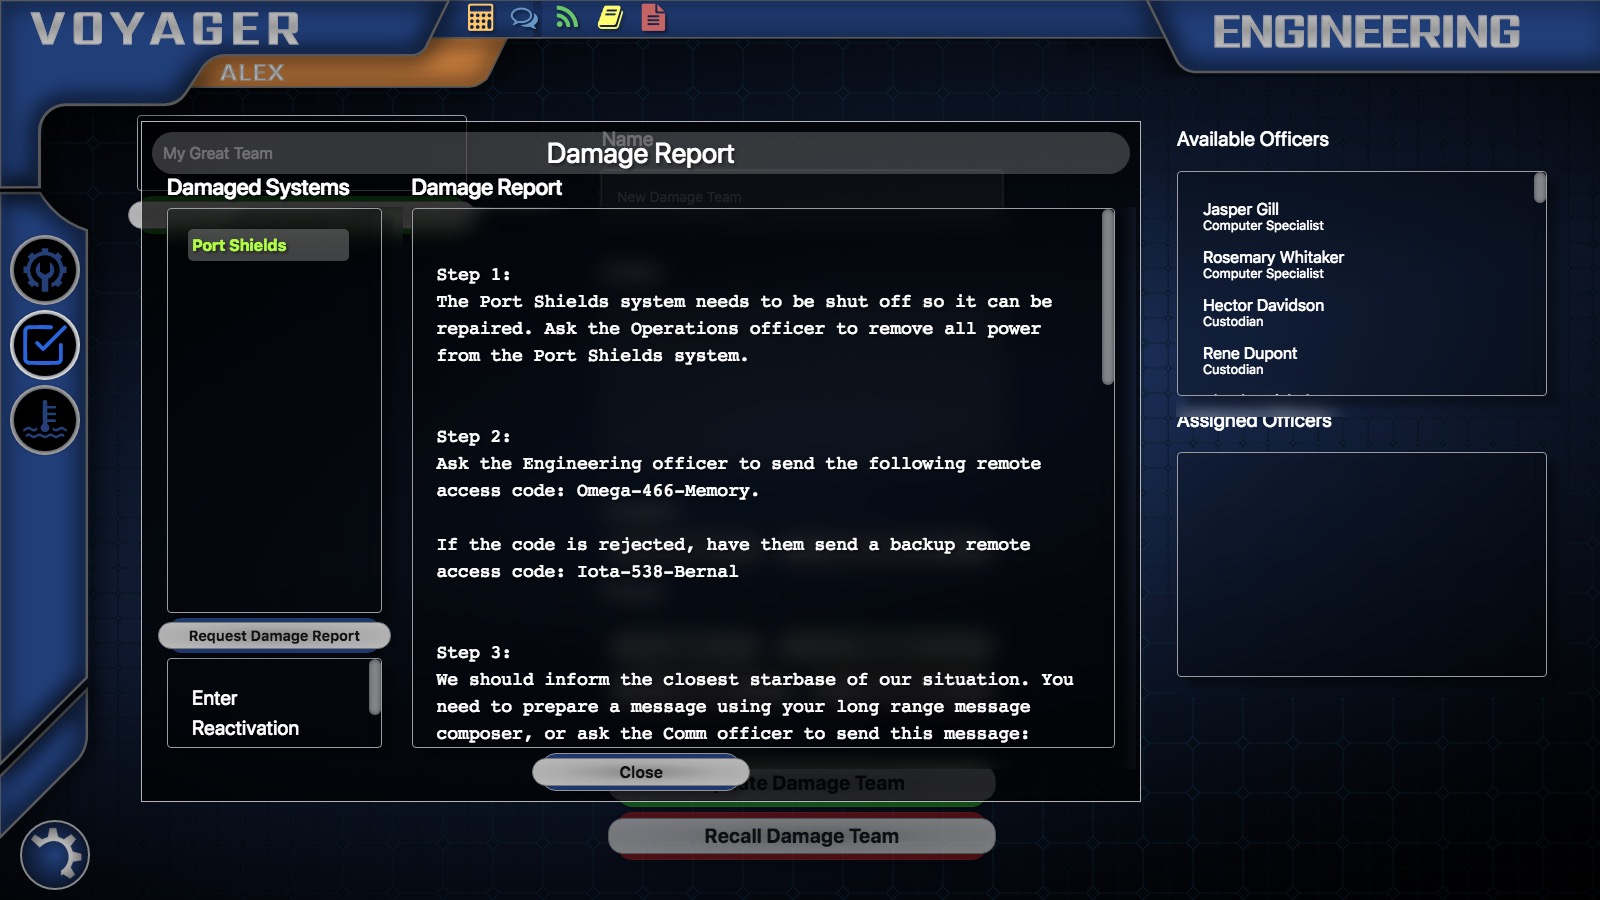 VOYAGER
ENGINEERING
ALEX
Name
My Great Team
Damage Report
New Damage Team
Damaged Systems
Damage Report
Port Shields
Step 1:
The Port Shields system needs to be shut off so it can be
repaired. Ask the Operations officer to remove all power
from the Port Shields system.
Step 2:
Ask the Engineering officer to send the following remote
access code: Omega-466-Memory.
If the code is rejected, have them send a backup remote
access code: Iota-538-Bernal
Step 3:
We should inform the closest starbase of our situation. You
need to prepare a message using your long range message
composer, or ask the Comm officer to send this message:
Request Damage Report
Enter
Reactivation
Close
Damage Team
Recall Damage Team
Available Officers
Jasper Gill
Computer Specialist
Rosemary Whitaker
Computer Specialist
Hector Davidson
Custodian
Rene Dupont
Custodian
Assigned Officers